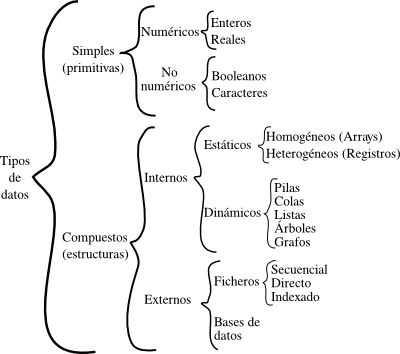 Tipos
de
datos
Simples
(primitivas)
Numéricos
Enteros
Reales
No
numéricos
Booleanos
Caracteres
Compuestos
(estructuras)
Internos
Estáticos
Homogéneos (Arrays)
Heterogéneos (Registros)
Dinámicos
Pilas
Colas
Listas
Árboles
Grafos
Externos
Ficheros
Secuencial
Directo
Indexado
Bases de
datos